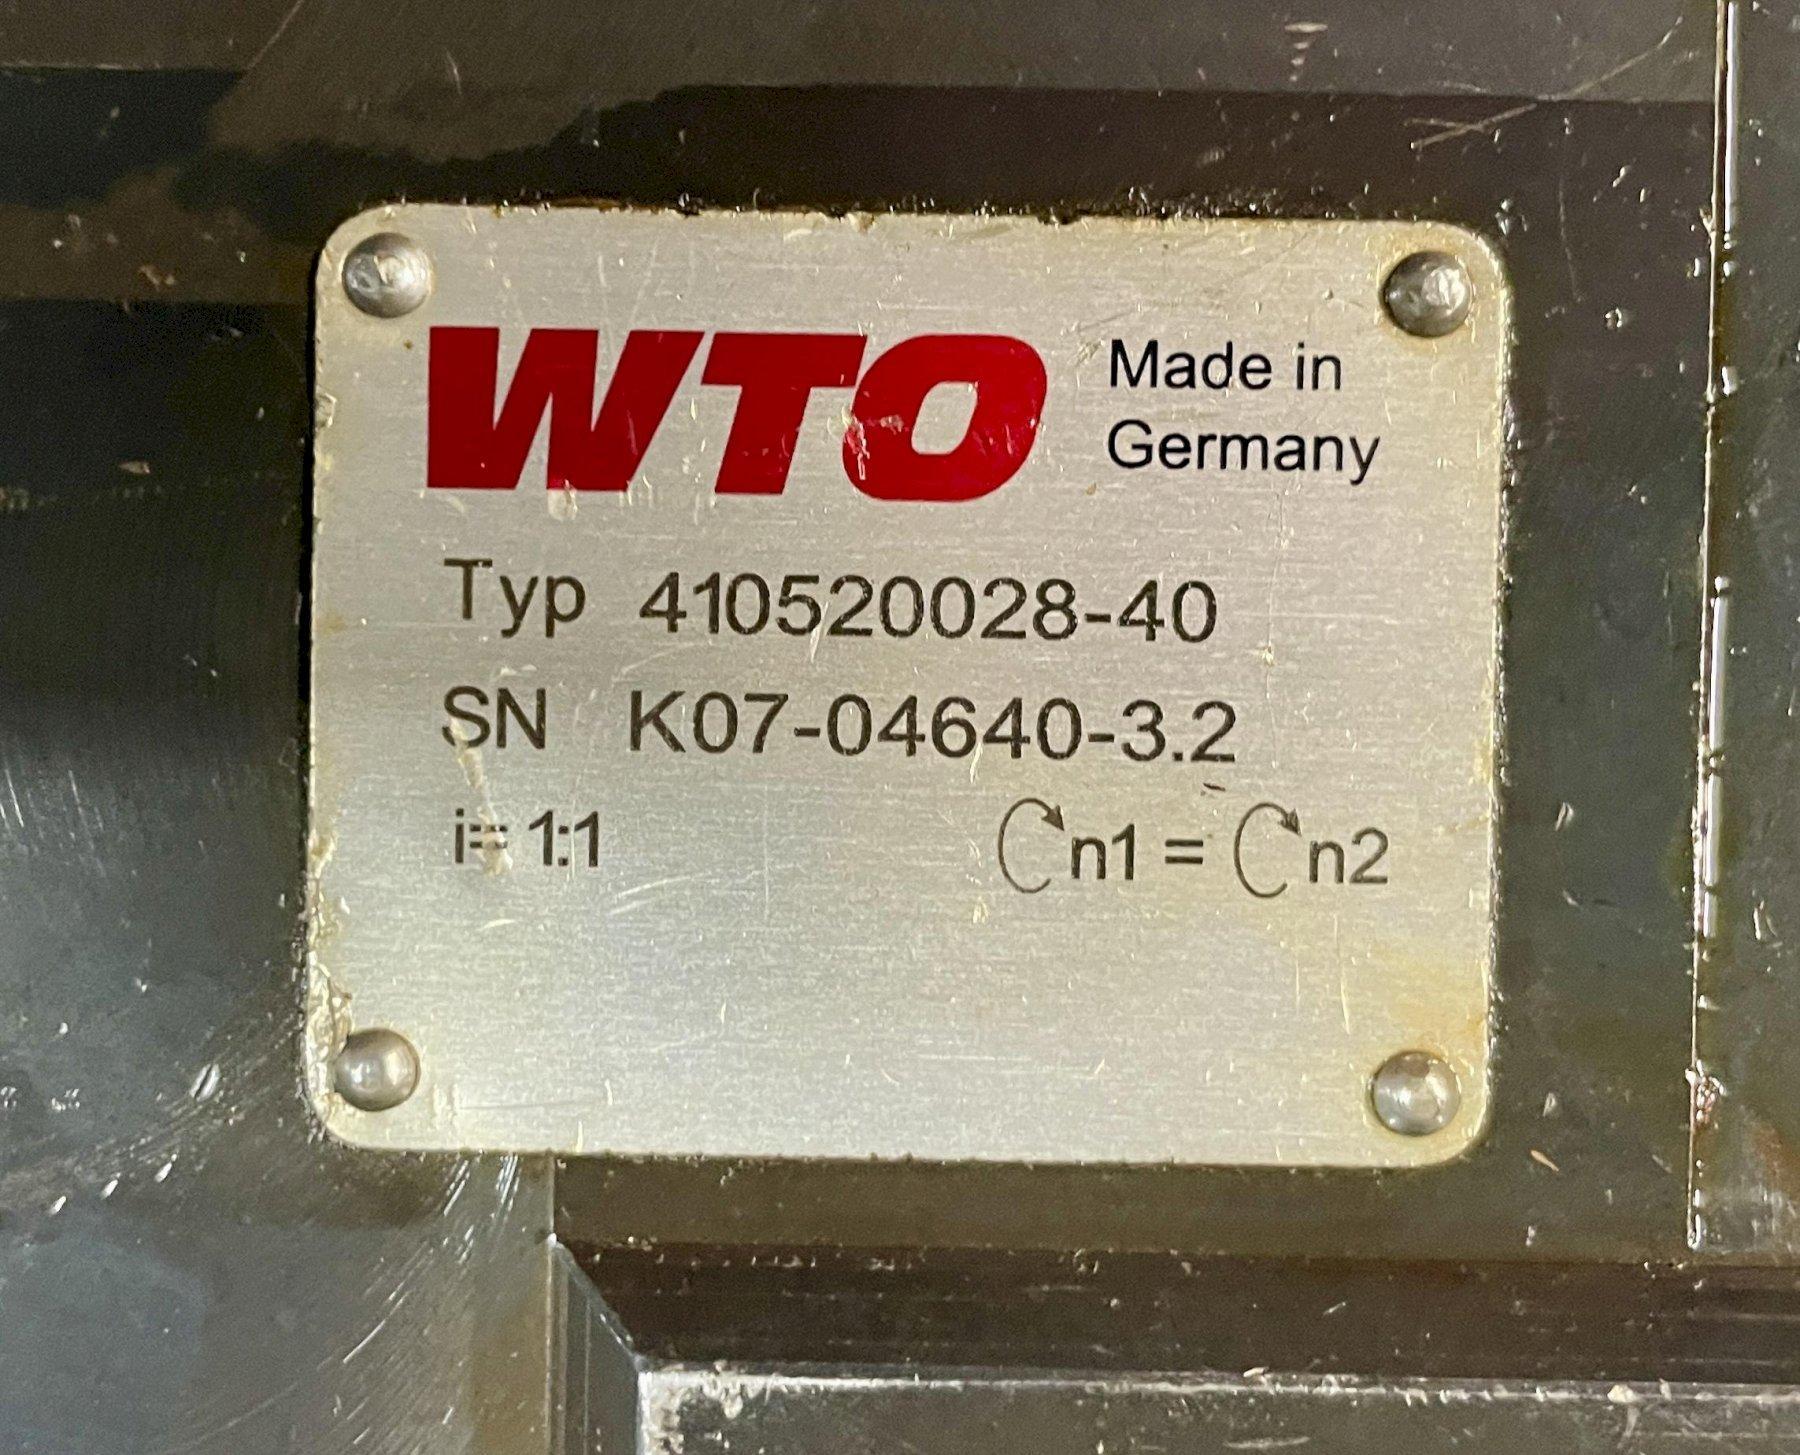 WTO
Made in
Germany
Typ 410520028-40
SN K07-04640-3.2
i= 1:1 n1 = n2